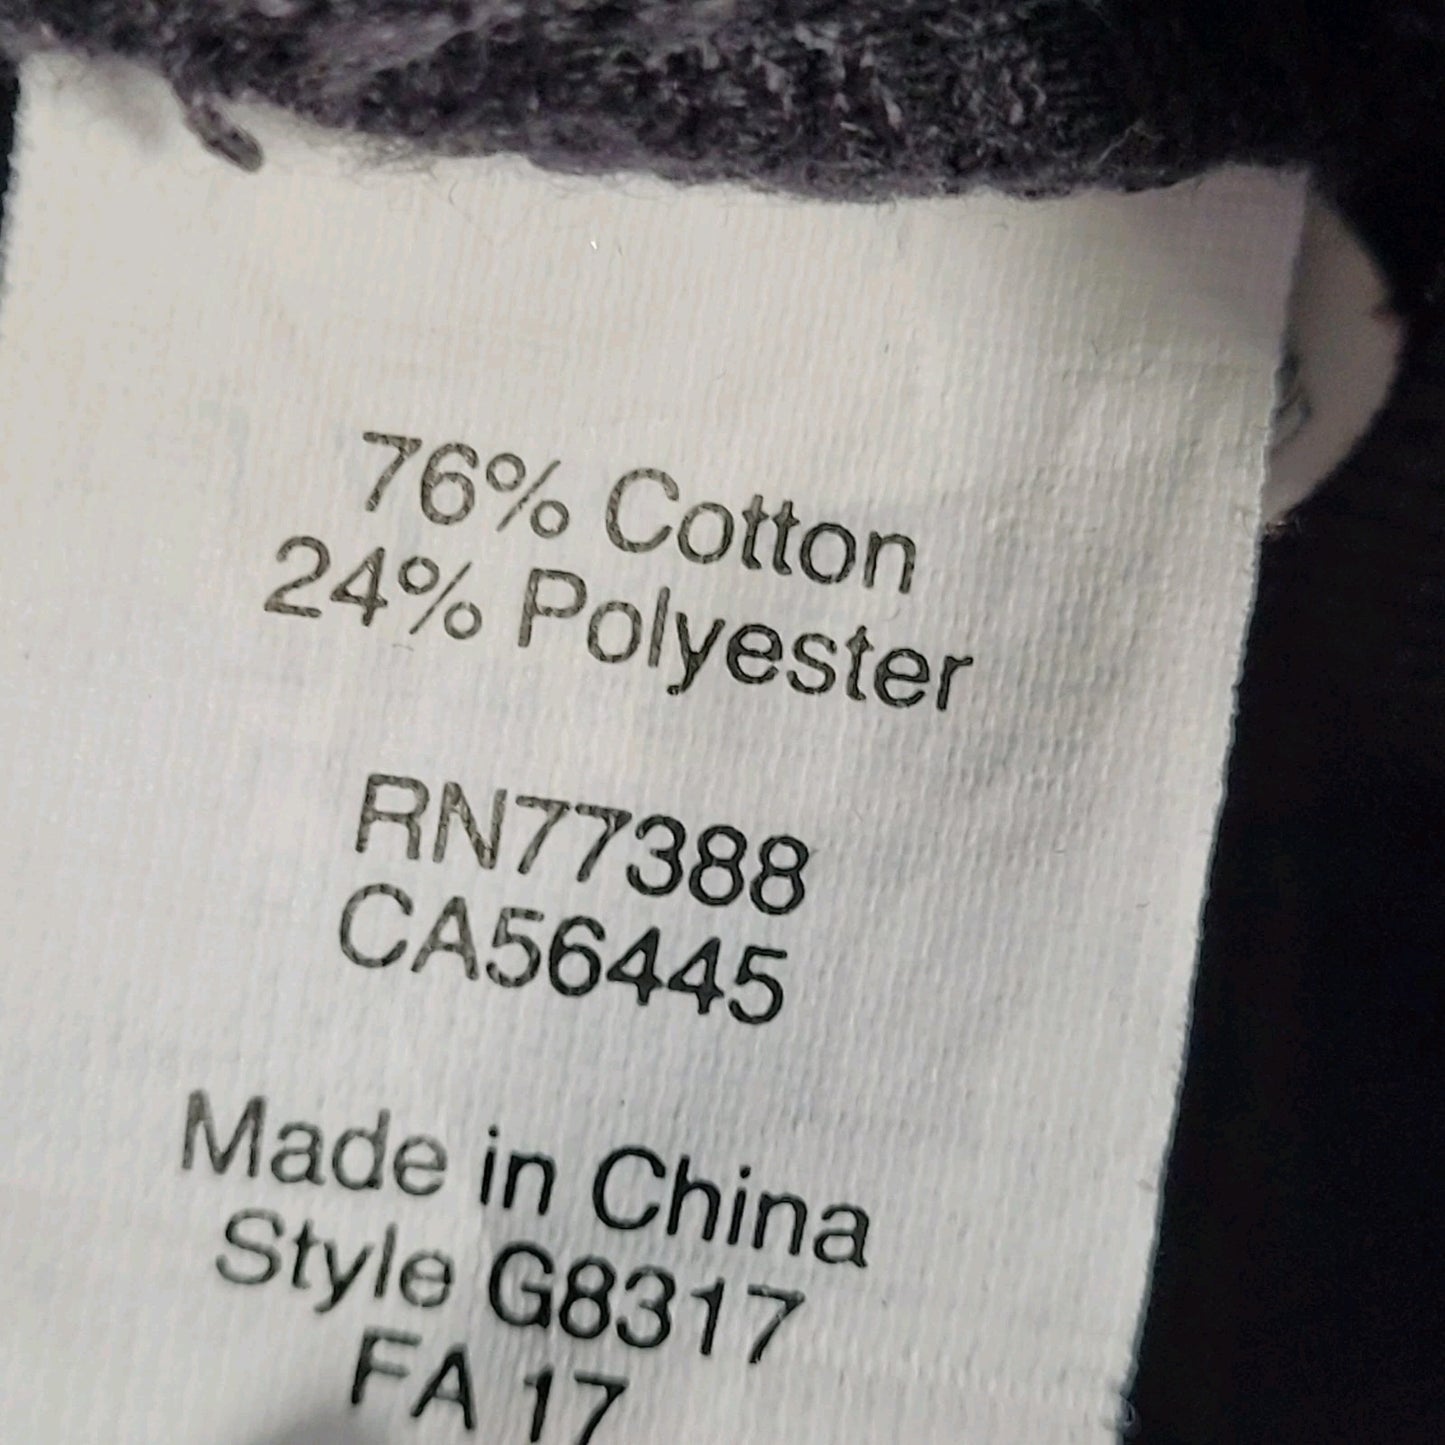 76% Cotton
24% Polyester
RN77388
CA56445
Made in China
Style G8317
FA 17